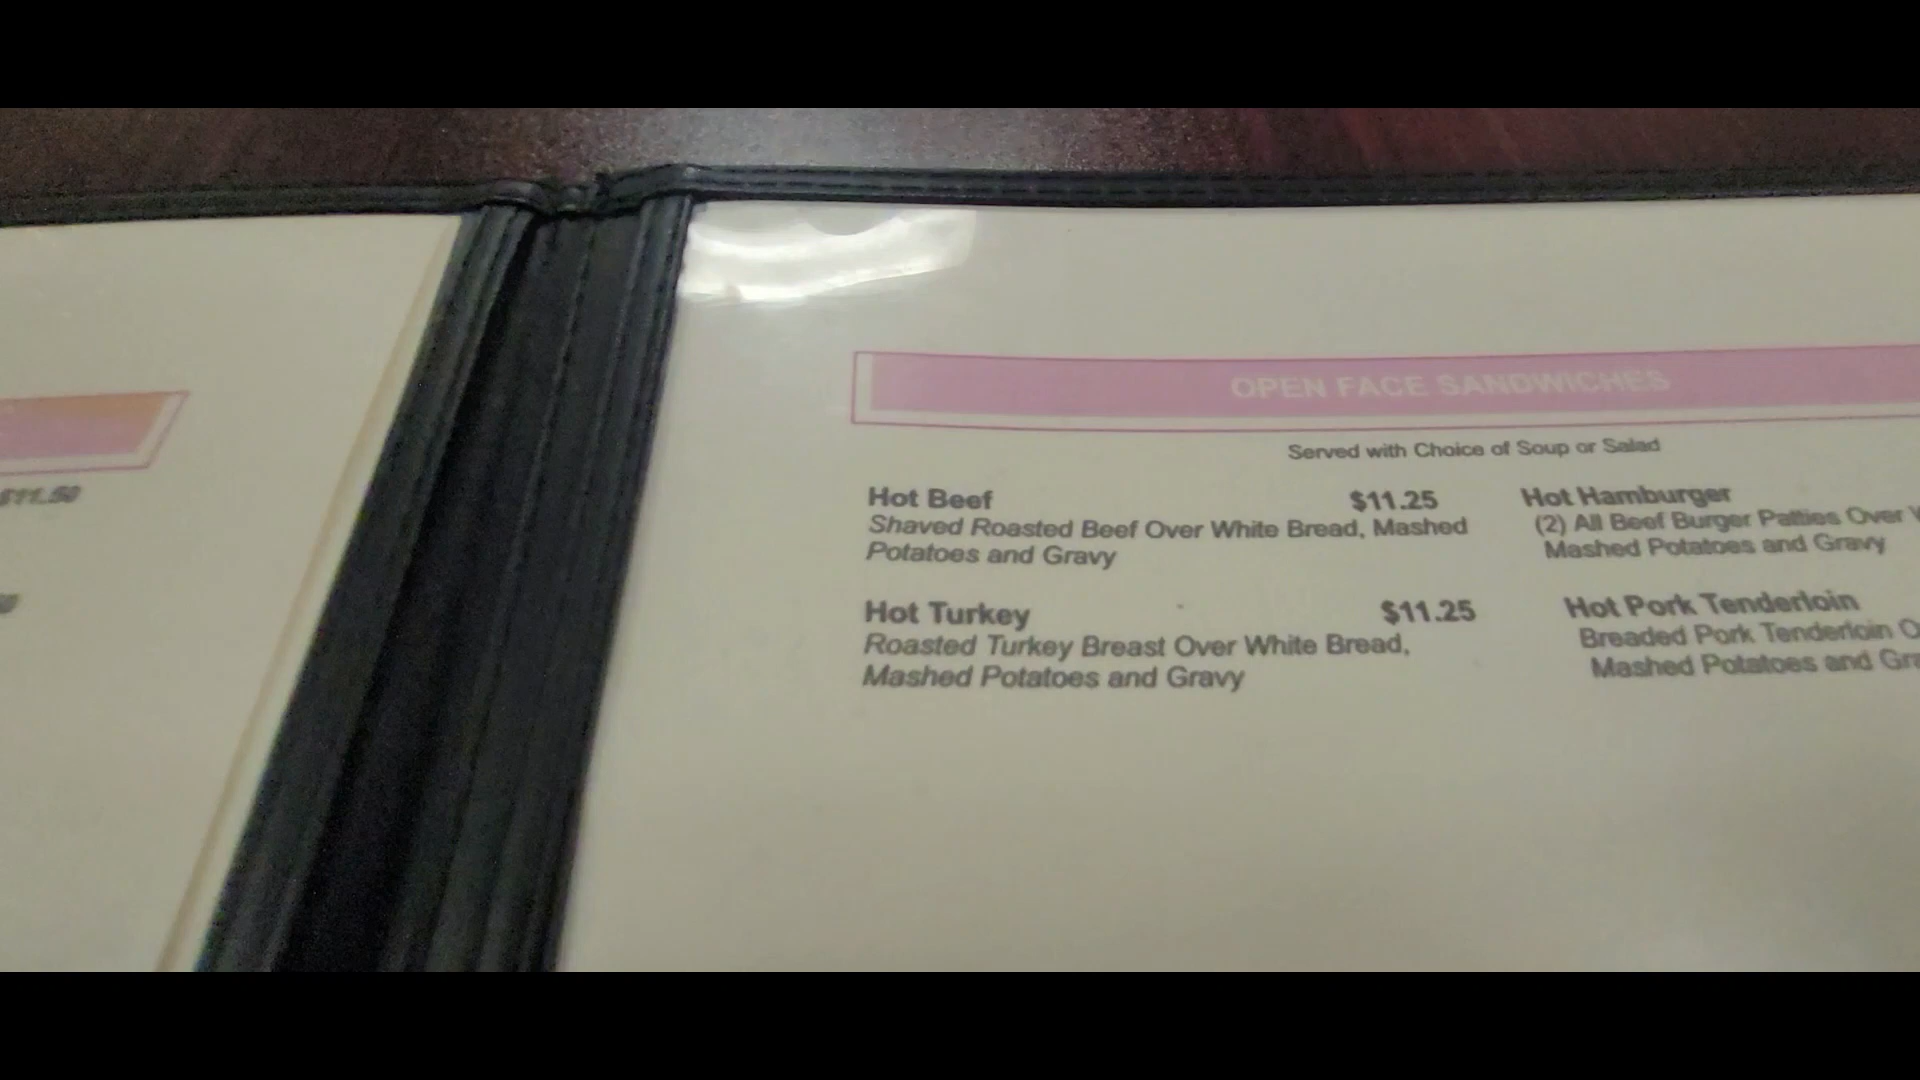 $11.50
OPEN FACE SANDWICHES
Served with Choice of Soup or Salad
Hot Beef $11.25
Shaved Roasted Beef Over White Bread, Mashed
Potatoes and Gravy
Hot Turkey $11.25
Roasted Turkey Breast Over White Bread,
Mashed Potatoes and Gravy
Hot Hamburger
(2) All Beef Burger Patties Over
Mashed Potatoes and Gravy
Hot Pork Tenderloin
Breaded Pork Tenderloin
Mashed Potatoes and